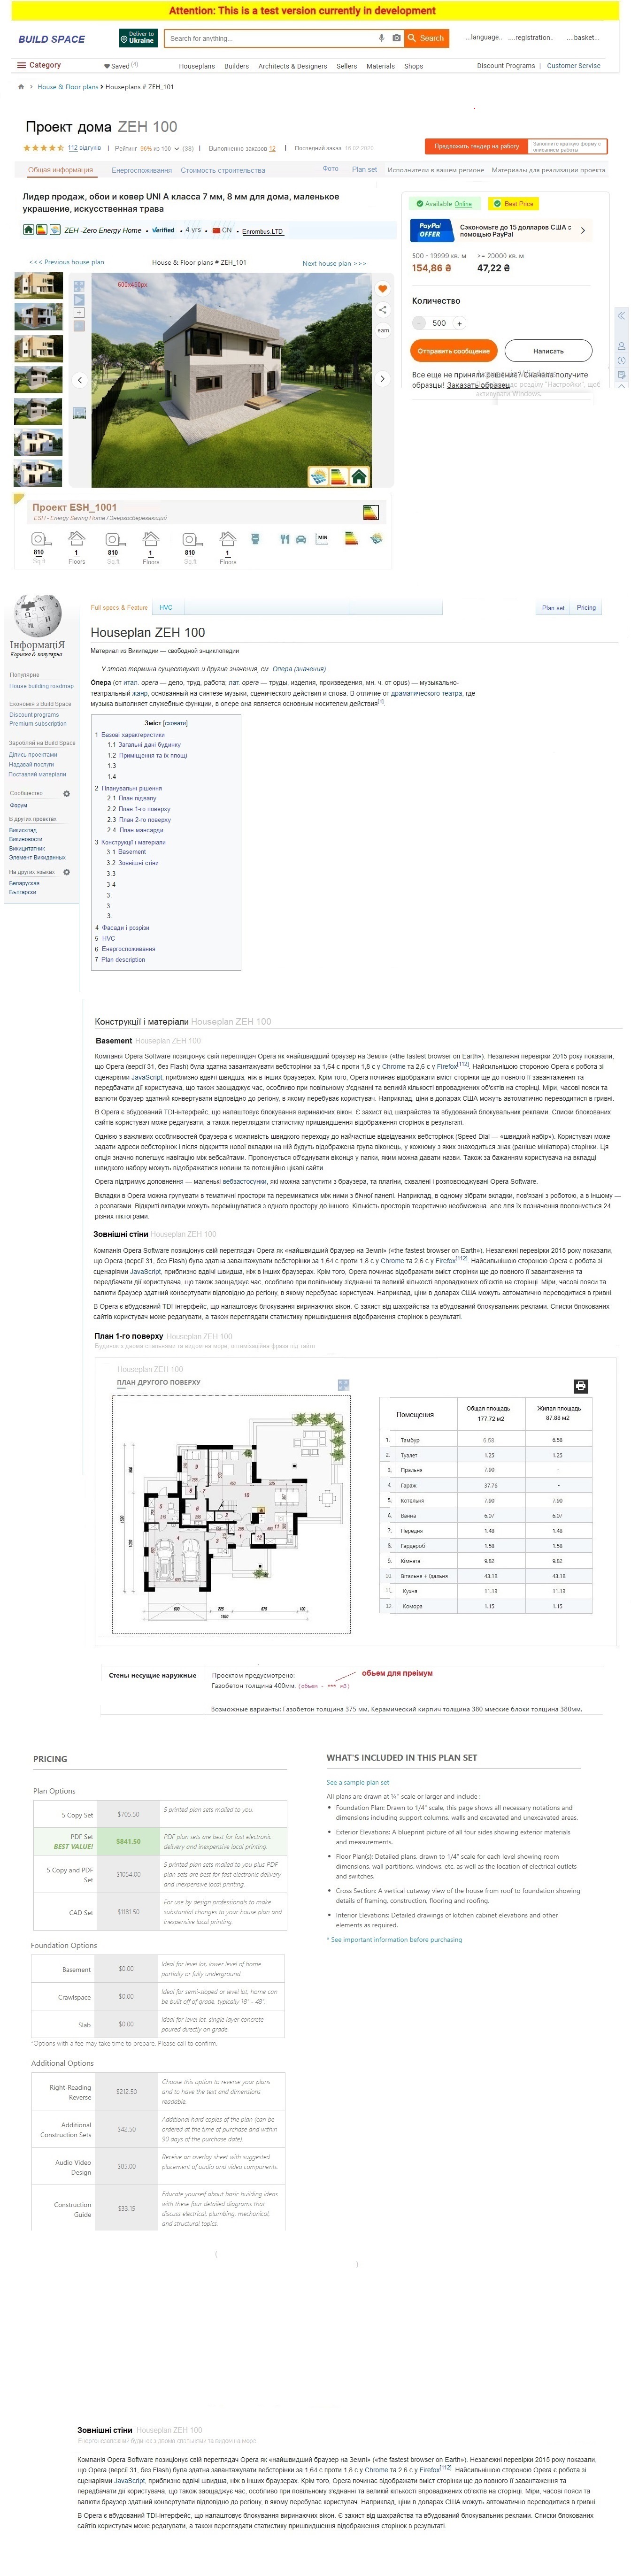 Attention: This is a test version currently in development
BUILD SPACE
Deliver to
Ukraine
Search for anything...
Search
...language..
....registration..
....basket...
Category
Saved (4)
Houseplans
Builders
Architects & Designers
Sellers
Materials
Shops
Discount Programs | Customer Servise
House & Floor plans > Houseplans # ZEH_101
Проект дома ZEH 100
112 відгуків | Рейтинг 96% из 100 (38) | Выполненно заказов 12 | Последний заказ 10.02.2020
Предложить тендер на работу
Заполните краткую форму с
описанием работы
Общая информация
Енергоспоживання
Стоимость строительства
Фото
Plan set
Исполнители в вашем регионе
Материалы для реализации проекта
Лидер продаж, обои и ковер UNI A класса 7 мм, 8 мм для дома, маленькое
украшение, искусственная трава
ZEH -Zero Energy Home • Verified • 4 yrs • CN • Enrombus LTD
<<< Previous house plan
House & Floor plans # ZEH_101
Next house plan >>>
600x450px
earn
Available Online
Best Price
PayPal
OFFER
Сэкономьте до 15 долларов США с
помощью PayPal
500 - 19999 кв. м
>= 20000 кв. м
154,86 ₴
47,22 ₴
Количество
- 500 +
Отправить сообщение
Написать
Все еще не приняли решение? Сначала получите
образцы! Заказать образец
розділу "Настройки", щоб
активувати Windows.
Проект ESH_1001
ESH - Energy Saving Home / Энергосберегающий
MIN
810
1
810
1
810
1
Sq.ft
Floors
Sq.ft
Floors
Sq.ft
Floors
ІнформаціЯ
Корисна & популярна
Популярне
House building roadmap
Економія з Build Space
Discount programs
Premium subscription
Заробляй на Build Space
Ділись проектами
Надавай послуги
Поставляй матеріали
Сообщество
Форум
В других проектах
Викисклад
Викиновости
Викицитатник
Элемент Викиданных
На других языках
Беларуская
Български
Full specs & Feature
HVC
Plan set
Pricing
Houseplan ZEH 100
Материал из Википедии — свободной энциклопедии
У этого термина существуют и другие значения, см. Опера (значения).
О́пера (от итал. opera — дело, труд, работа; лат. opera — труды, изделия, произведения, мн. ч. от opus) — музыкально-
театральный жанр, основанный на синтезе музыки, сценического действия и слова. В отличие от драматического театра, где
музыка выполняет служебные функции, в опере она является основным носителем действия[1].
Зміст [сховати]
1 Базові характеристики
1.1 Загальні дані будинку
1.2 Приміщення та їх площі
1.3
1.4
2 Планувальні рішення
2.1 План підвалу
2.2 План 1-го поверху
2.3 План 2-го поверху
2.4 План мансарди
3 Конструкції і матеріали
3.1 Basement
3.2 Зовнішні стіни
3.3
3.4
3.
3.
3.
4 Фасади і розрізи
5 HVC
6 Енергоспоживання
7 Plan description
Конструкції і матеріали Houseplan ZEH 100
Basement Houseplan ZEH 100
Компанія Opera Software позиціонує свій переглядач Opera як «найшвидший браузер на Землі» («the fastest browser on Earth»). Незалежні перевірки 2015 року показали,
що Opera (версії 31, без Flash) була здатна завантажувати вебсторінки за 1,64 с проти 1,8 с у Chrome та 2,6 с у Firefox[112]. Найсильнішою стороною Opera є робота зі
сценаріями JavaScript, приблизно вдвічі швидша, ніж в інших браузерах. Крім того, Opera починає відображати вміст сторінки ще до повного її завантаження та
передбачати дії користувача, що також заощаджує час, особливо при повільному з'єднанні та великій кількості впроваджених об'єктів на сторінці. Міри, часові пояси та
валюти браузер здатний конвертувати відповідно до регіону, в якому перебуває користувач. Наприклад, ціни в доларах США можуть автоматично переводитися в гривні.
В Opera є вбудований TDI-інтерфейс, що налаштовує блокування виринаючих вікон. Є захист від шахрайства та вбудований блокувальник реклами. Списки блокованих
сайтів користувач може редагувати, а також переглядати статистику пришвидшення відображення сторінок в результаті.
Однією з важливих особливостей браузера є можливість швидкого переходу до найчастіше відвідуваних вебсторінок (Speed Dial — «швидкий набір»). Користувач може
задати адреси вебсторінок і після відкриття нової вкладки на ній будуть відображена група віконець, у кожному з яких знаходиться знак (раніше мініатюра) сторінки. Ця
опція значно полегшує навігацію між вебсайтами. Пропонується об'єднувати віконця у папки, яким можна давати назви. Також за бажанням користувача на вкладці
швидкого набору можуть відображатися новини та потенційно цікаві сайти.
Opera підтримує доповнення — маленькі вебзастосунки, які можна запустити з браузера, та плагіни, схвалені і розповсюджувані Opera Software.
Вкладки в Opera можна групувати в тематичні простори та перемикатися між ними з бічної панелі. Наприклад, в одному зібрати вкладки, пов'язані з роботою, а в іншому —
з розвагами. Відкриті вкладки можуть переміщуватися з одного простору до іншого. Кількість просторів теоретично необмежена, але для їх позначення пропонується 24
різних піктограми.
Зовнішні стіни Houseplan ZEH 100
Компанія Opera Software позиціонує свій переглядач Opera як «найшвидший браузер на Землі» («the fastest browser on Earth»). Незалежні перевірки 2015 року показали,
що Opera (версії 31, без Flash) була здатна завантажувати вебсторінки за 1,64 с проти 1,8 с у Chrome та 2,6 с у Firefox[112]. Найсильнішою стороною Opera є робота зі
сценаріями JavaScript, приблизно вдвічі швидша, ніж в інших браузерах. Крім того, Opera починає відображати вміст сторінки ще до повного її завантаження та
передбачати дії користувача, що також заощаджує час, особливо при повільному з'єднанні та великій кількості впроваджених об'єктів на сторінці. Міри, часові пояси та
валюти браузер здатний конвертувати відповідно до регіону, в якому перебуває користувач. Наприклад, ціни в доларах США можуть автоматично переводитися в гривні.
В Opera є вбудований TDI-інтерфейс, що налаштовує блокування виринаючих вікон. Є захист від шахрайства та вбудований блокувальник реклами. Списки блокованих
сайтів користувач може редагувати, а також переглядати статистику пришвидшення відображення сторінок в результаті.
План 1-го поверху Houseplan ZEH 100
Будинок з двома спальнями та видом на море, оптимізаційна фраза під тайтл
Houseplan ZEH 100
ПЛАН ДРУГОГО ПОВЕРХУ
Помещения
Общая площадь
177.72 м2
Жилая площадь
87.88 м2
1. Тамбур 6.58 6.58
2. Туалет 1.25 1.25
3. Пральня 7.90 -
4. Гараж 37.76 -
5. Котельня 7.90 7.90
6. Ванна 6.07 6.07
7. Передня 1.48 1.48
8. Гардероб 1.58 1.58
9. Кімната 9.82 9.82
10. Вітальня + їдальня 43.18 43.18
11. Кухня 11.13 11.13
12. Комора 1.15 1.15
Стены несущие наружные
Проектом предусмотрено:
Газобетон толщина 400мм, (обьем - *** м3)
обьем для преімум
Возможные варианты: Газобетон толщина 375 мм, Керамический кирпич толщина 380 мм
еские блоки толщина 380мм.
PRICING
Plan Options
5 Copy Set $703.50 5 printed plan sets mailed to you.
PDF Set
BEST VALUE!
$841.50
PDF plan sets are best for fast electronic
delivery and inexpensive local printing.
5 Copy and PDF
Set
$1054.00
5 printed plan sets mailed to you plus PDF
plan sets are best for fast electronic delivery
and inexpensive local printing.
CAD Set
$1181.50
For use by design professionals to make
substantial changes to your house plan and
inexpensive local printing.
Foundation Options
Basement
$0.00
Ideal for level lot, lower level of home
partially or fully underground.
Crawlspace
$0.00
Ideal for semi-sloped or level lot, home can
be built off of grade, typically 18" - 48".
Slab
$0.00
Ideal for level lot, single layer concrete
poured directly on grade.
*Options with a fee may take time to prepare. Please call to confirm.
Additional Options
Right-Reading
Reverse
$212.50
Choose this option to reverse your plans
and to have the text and dimensions
readable.
Additional
Construction Sets
$42.50
Additional hard copies of the plan (can be
ordered at the time of purchase and within
90 days of the purchase date).
Audio Video
Design
$85.00
Receive an overlay sheet with suggested
placement of audio and video components.
Construction
Guide
$33.15
Educate yourself about basic building ideas
with these four detailed diagrams that
discuss electrical, plumbing, mechanical,
and structural topics.
WHAT'S INCLUDED IN THIS PLAN SET
See a sample plan set
All plans are drawn at ¼" scale or larger and include :
• Foundation Plan: Drawn to 1/4" scale, this page shows all necessary notations and
dimensions including support columns, walls and excavated and unexcavated areas.
• Exterior Elevations: A blueprint picture of all four sides showing exterior materials
and measurements.
• Floor Plan(s): Detailed plans, drawn to 1/4" scale for each level showing room
dimensions, wall partitions, windows, etc. as well as the location of electrical outlets
and switches.
• Cross Section: A vertical cutaway view of the house from roof to foundation showing
details of framing, construction, flooring and roofing.
• Interior Elevations: Detailed drawings of kitchen cabinet elevations and other
elements as required.
* See important information before purchasing
{
}
Зовнішні стіни Houseplan ZEH 100
Енерго-незалежний будинок з двома спальнями та видом на море
Компанія Opera Software позиціонує свій переглядач Opera як «найшвидший браузер на Землі» («the fastest browser on Earth»). Незалежні перевірки 2015 року показали,
що Opera (версії 31, без Flash) була здатна завантажувати вебсторінки за 1,64 с проти 1,8 с у Chrome та 2,6 с у Firefox[112]. Найсильнішою стороною Opera є робота зі
сценаріями JavaScript, приблизно вдвічі швидша, ніж в інших браузерах. Крім того, Opera починає відображати вміст сторінки ще до повного її завантаження та
передбачати дії користувача, що також заощаджує час, особливо при повільному з'єднанні та великій кількості впроваджених об'єктів на сторінці. Міри, часові пояси та
валюти браузер здатний конвертувати відповідно до регіону, в якому перебуває користувач. Наприклад, ціни в доларах США можуть автоматично переводитися в гривні.
В Opera є вбудований TDI-інтерфейс, що налаштовує блокування виринаючих вікон. Є захист від шахрайства та вбудований блокувальник реклами. Списки блокованих
сайтів користувач може редагувати, а також переглядати статистику пришвидшення відображення сторінок в результаті.